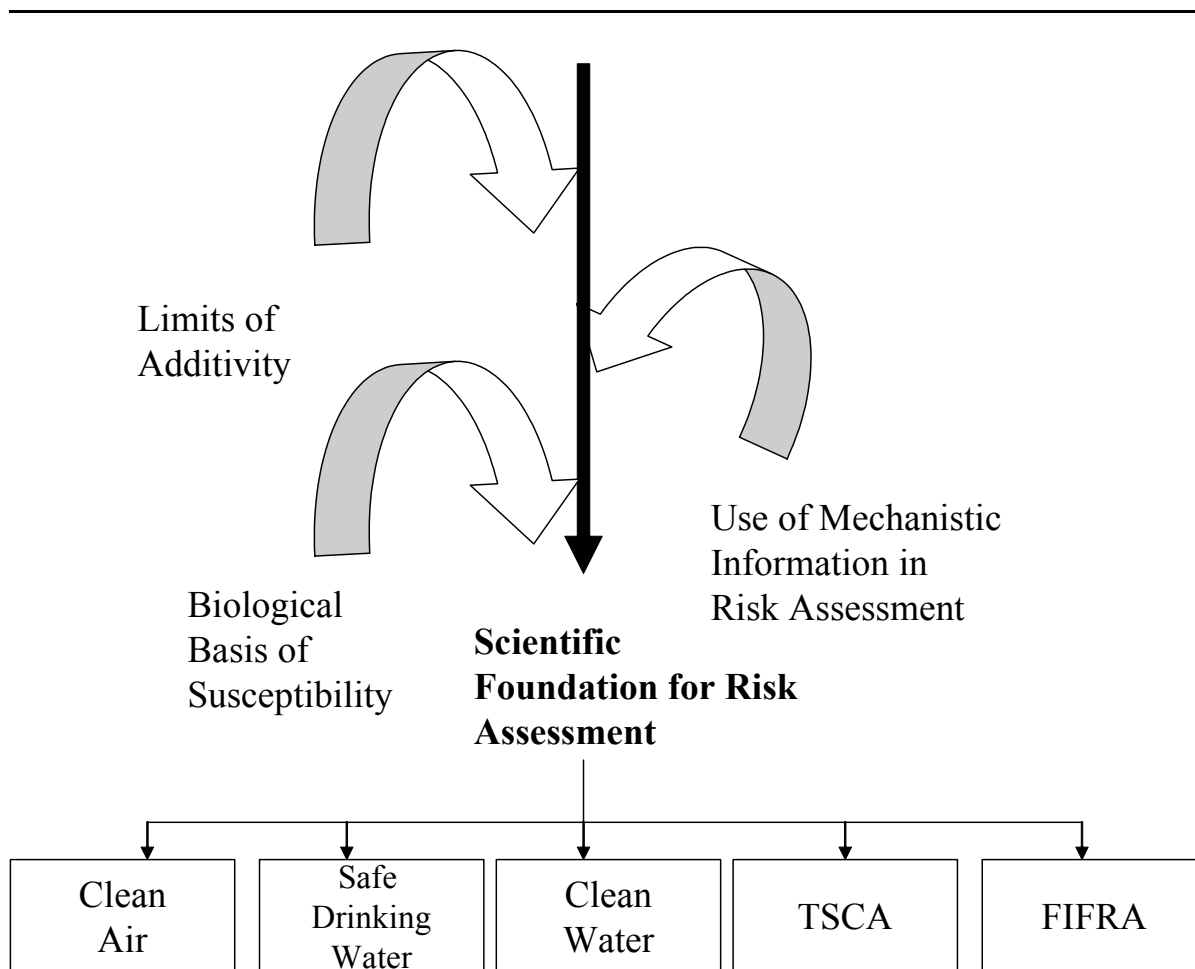 Limits of
Additivity
Use of Mechanistic
Information in
Risk Assessment
Biological
Basis of
Susceptibility
Scientific
Foundation for Risk
Assessment
Clean
Air
Safe
Drinking
Water
Clean
Water
TSCA
FIFRA